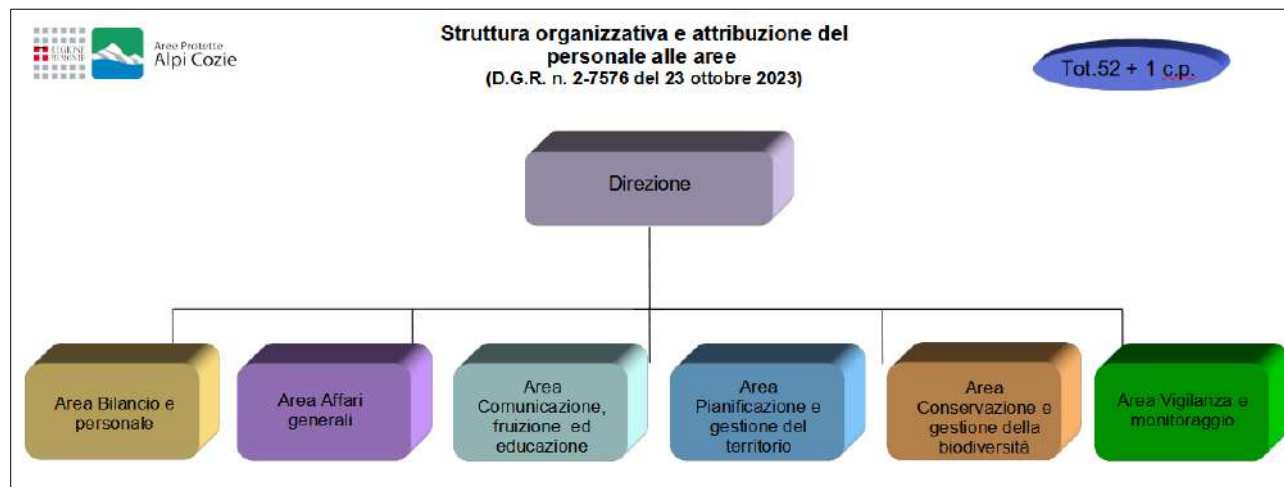 REGIONE
PIEMONTE
Aree Protette
Alpi Cozie
Struttura organizzativa e attribuzione del
personale alle aree
(D.G.R. n. 2-7576 del 23 ottobre 2023)
Tot.52 + 1 c.p.
Direzione
Area Bilancio e
personale
Area Affari
generali
Area
Comunicazione,
fruizione ed
educazione
Area
Pianificazione e
gestione del
territorio
Area
Conservazione e
gestione della
biodiversità
Area Vigilanza e
monitoraggio